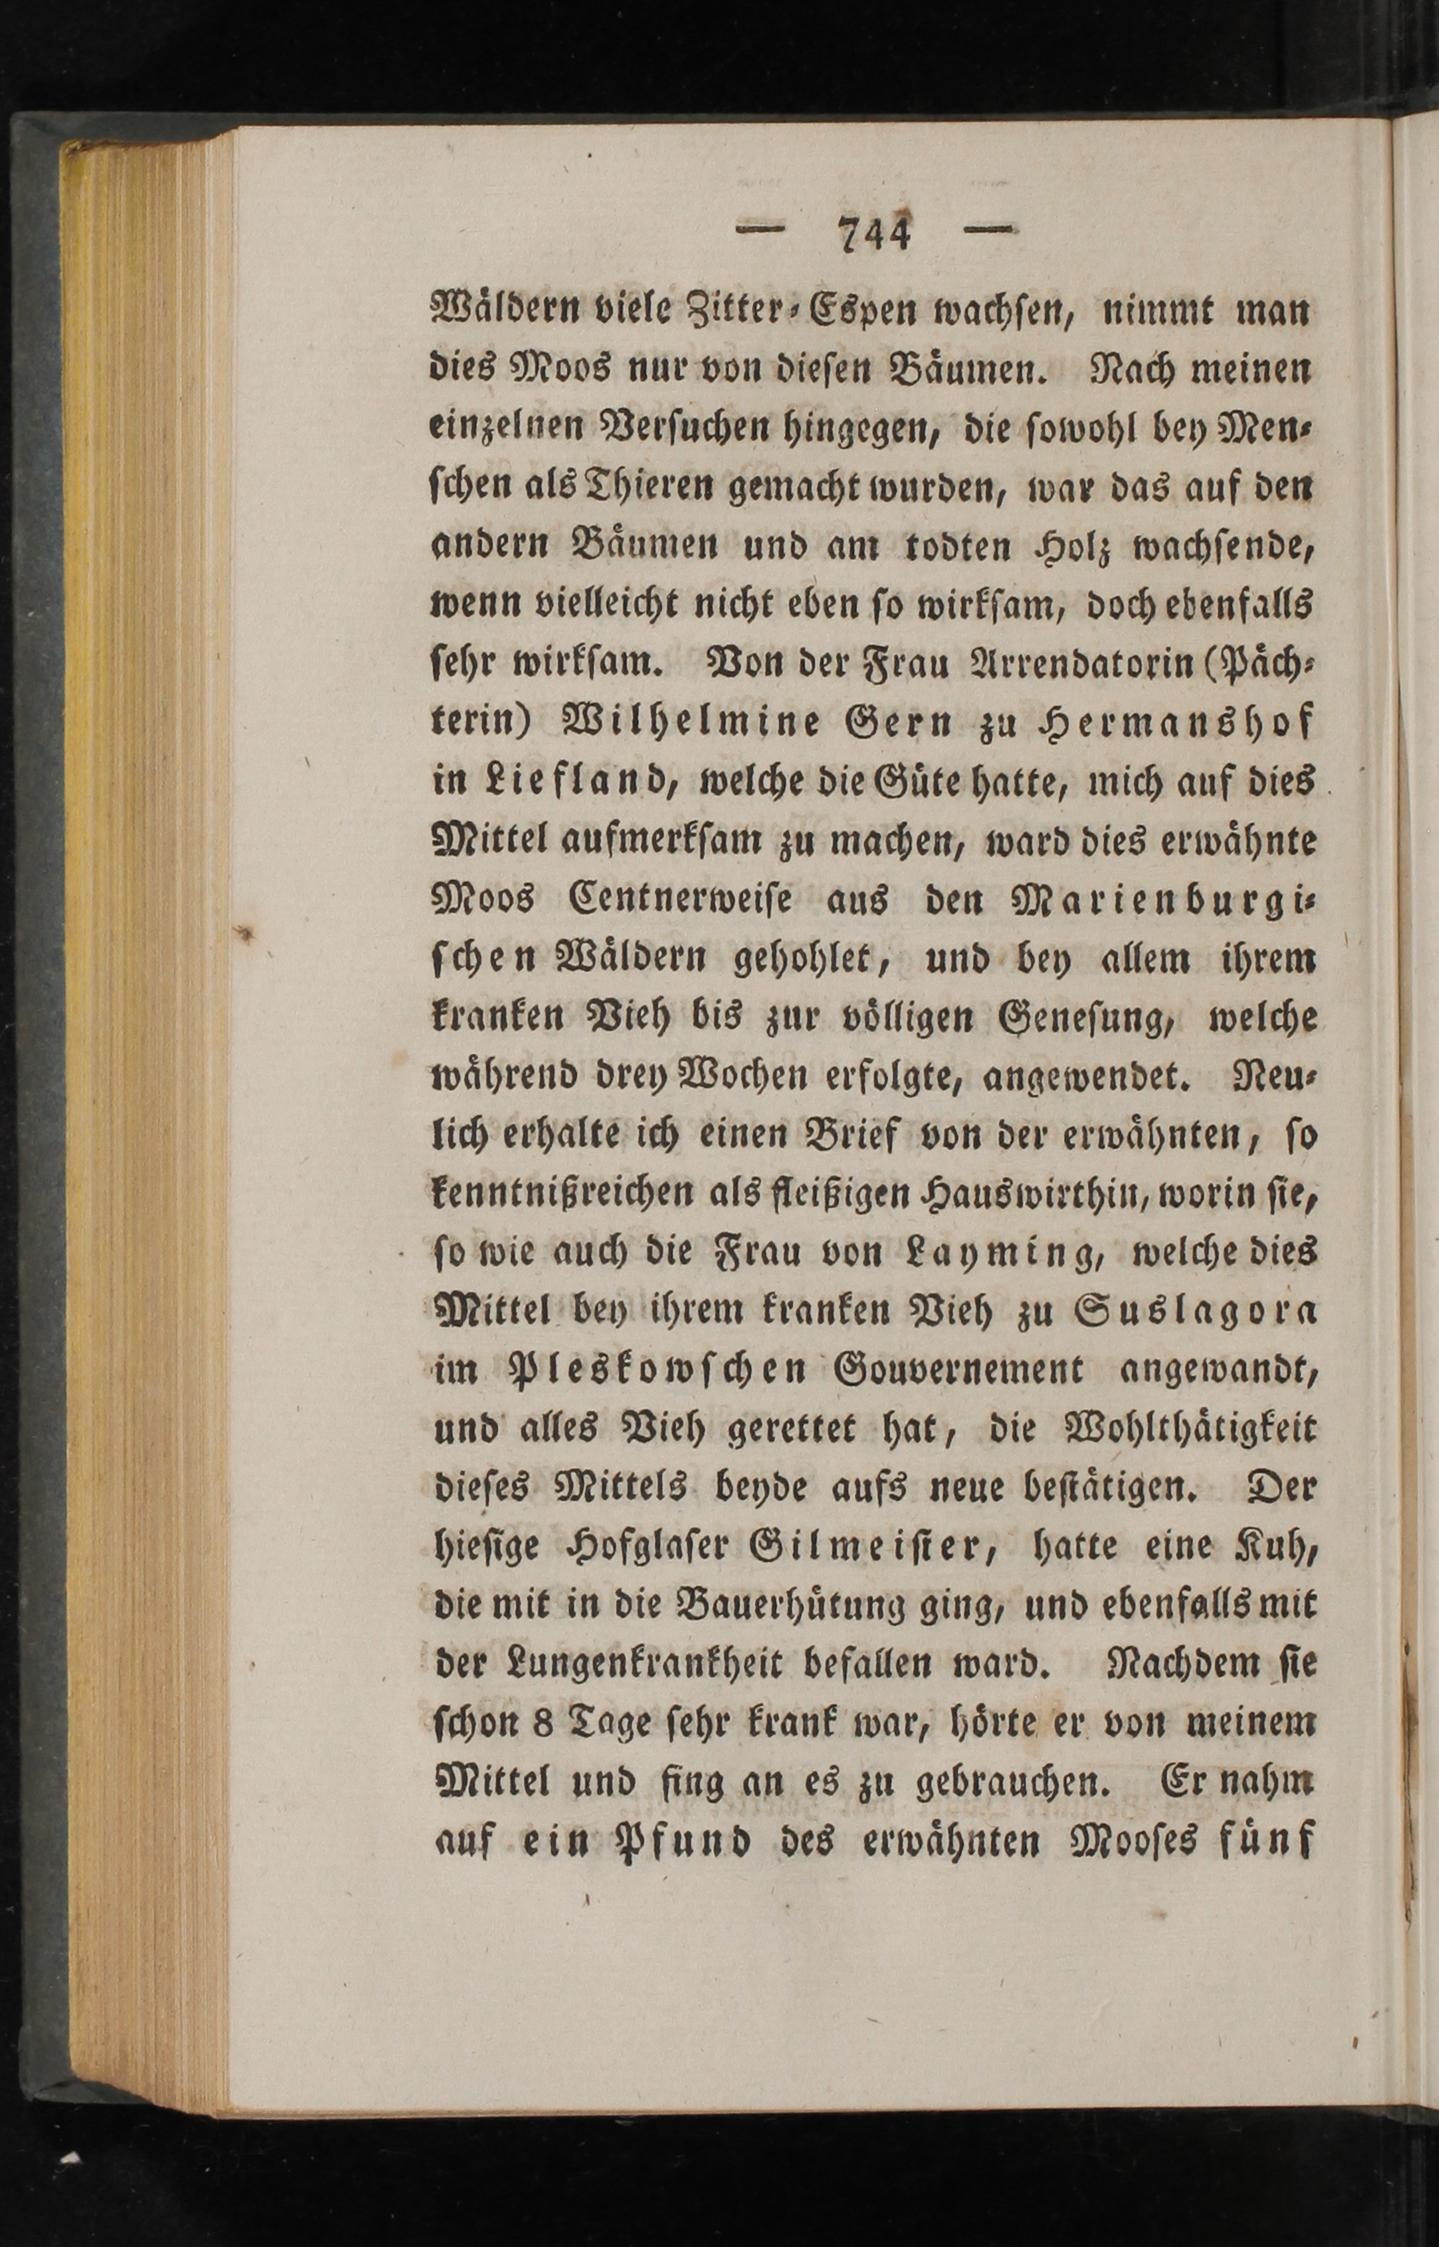 — 744 —
Wäldern viele Zitter-Espen wachsen, nimmt man
dies Moos nur von diesen Bäumen. Nach meinen
einzelnen Versuchen hingegen, die sowohl bey Men-
schen als Thieren gemacht wurden, war das auf den
andern Bäumen und am todten Holz wachsende,
wenn vielleicht nicht eben so wirksam, doch ebenfalls
sehr wirksam. Von der Frau Arrendatorin (Päch-
terin) Wilhelmine Gern zu Hermanshof
in Liefland, welche die Güte hatte, mich auf dies
Mittel aufmerksam zu machen, ward dies erwähnte
Moos Centnerweise aus den Marienburgi-
schen Wäldern gehohlet, und bey allem ihrem
kranken Vieh bis zur völligen Genesung, welche
während drey Wochen erfolgte, angewendet. Neu-
lich erhalte ich einen Brief von der erwähnten, so
kenntnißreichen als fleißigen Hauswirthin, worin sie,
so wie auch die Frau von Layming, welche dies
Mittel bey ihrem kranken Vieh zu Suslagora
im Pleskowschen Gouvernement angewandt,
und alles Vieh gerettet hat, die Wohlthätigkeit
dieses Mittels beyde aufs neue bestätigen. Der
hiesige Hofglaser Gilmeister, hatte eine Kuh,
die mit in die Bauerhütung ging, und ebenfalls mit
der Lungenkrankheit befallen ward. Nachdem sie
schon 8 Tage sehr krank war, hörte er von meinem
Mittel und fing an es zu gebrauchen. Er nahm
auf ein Pfund des erwähnten Mooses fünf